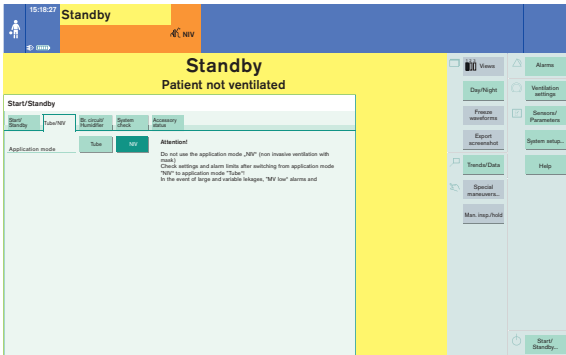 15:18:27
Standby
NIV
Standby
Patient not ventilated
Start/Standby
Start/
Standby
Tube/NIV
Br. circuit/
Humidifier
System
check
Accessory
status
Application mode
Tube
NIV
Attention!
Do not use the application mode „NIV“ (non invasive ventilation with
mask)
Check settings and alarm limits after switching from application mode
"NIV" to application mode "Tube"!
In the event of large and variable lekages, "MV low" alarms and
Views
Day/Night
Freeze
waveforms
Export
screenshot
Trends/Data
Special
maneuvers...
Man. insp./hold
Alarms
Ventilation
settings
Sensors/
Parameters
System setup...
Help
Start/
Standby...